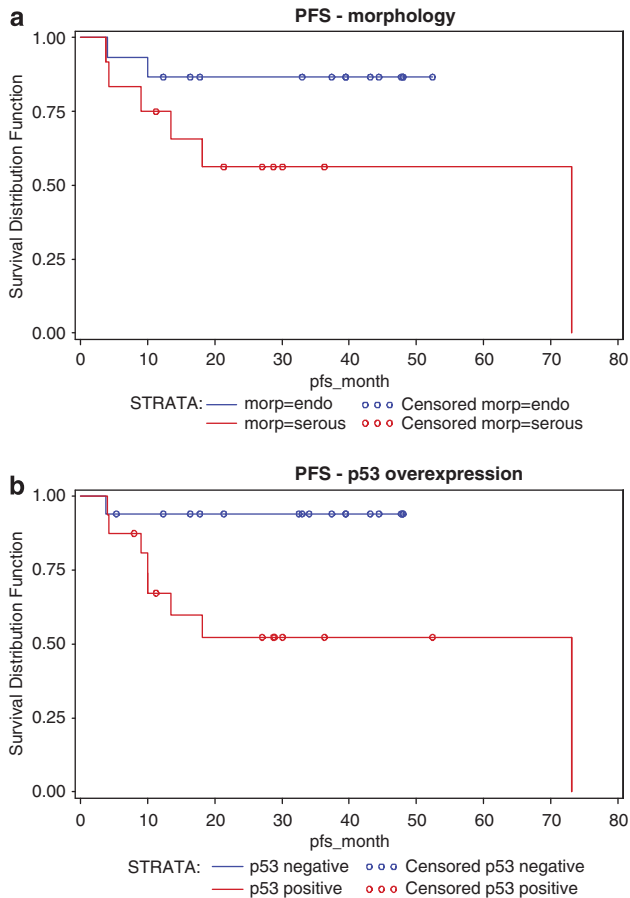 a
PFS - morphology
Survival Distribution Function
1.00
0.75
0.50
0.25
0.00
0 10 20 30 40 50 60 70 80
pfs_month
STRATA: morp=endo Censored morp=endo
morp=serous Censored morp=serous
b
PFS - p53 overexpression
Survival Distribution Function
1.00
0.75
0.50
0.25
0.00
0 10 20 30 40 50 60 70 80
pfs_month
STRATA: p53 negative Censored p53 negative
p53 positive Censored p53 positive